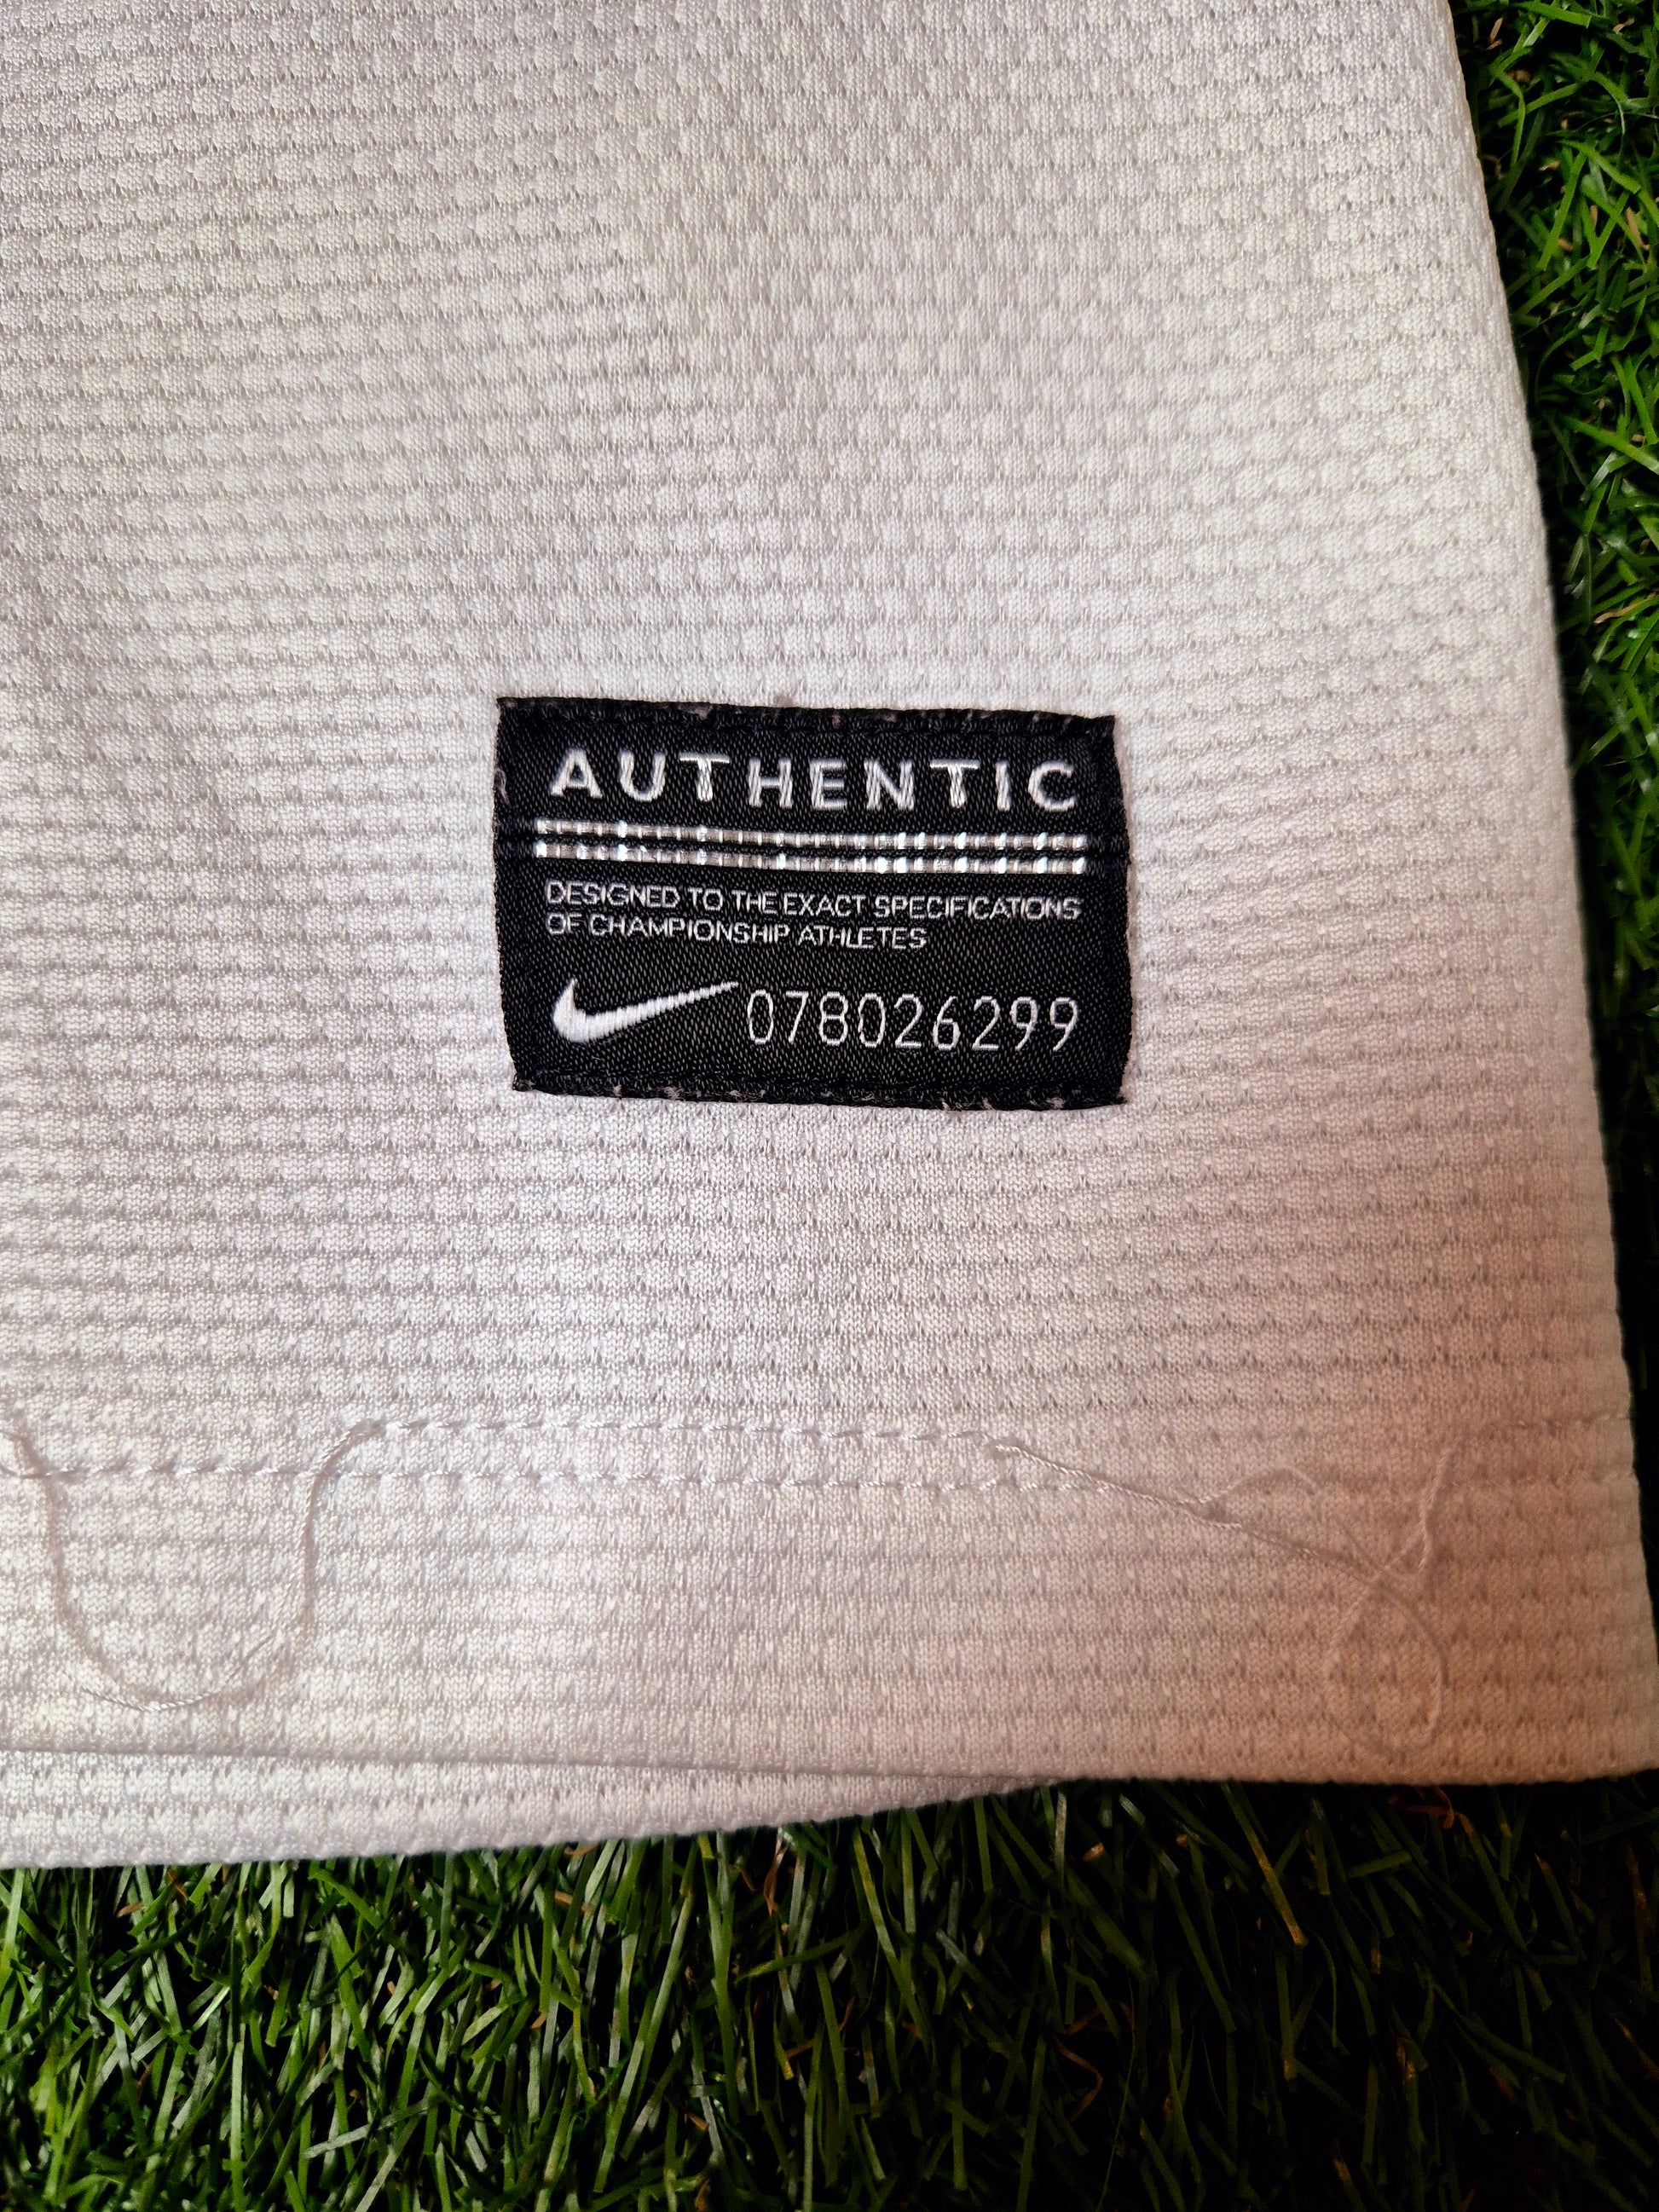 AUTHENTIC
DESIGNED TO THE EXACT SPECIFICATIONS
OF CHAMPIONSHIP ATHLETES
078026299